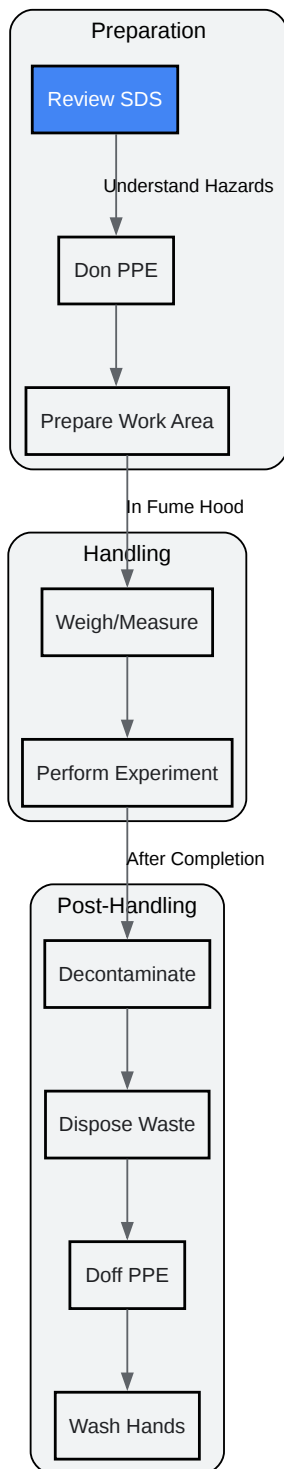 Preparation
Review SDS
Understand Hazards
Don PPE
Prepare Work Area
In Fume Hood
Handling
Weigh/Measure
Perform Experiment
After Completion
Post-Handling
Decontaminate
Dispose Waste
Doff PPE
Wash Hands